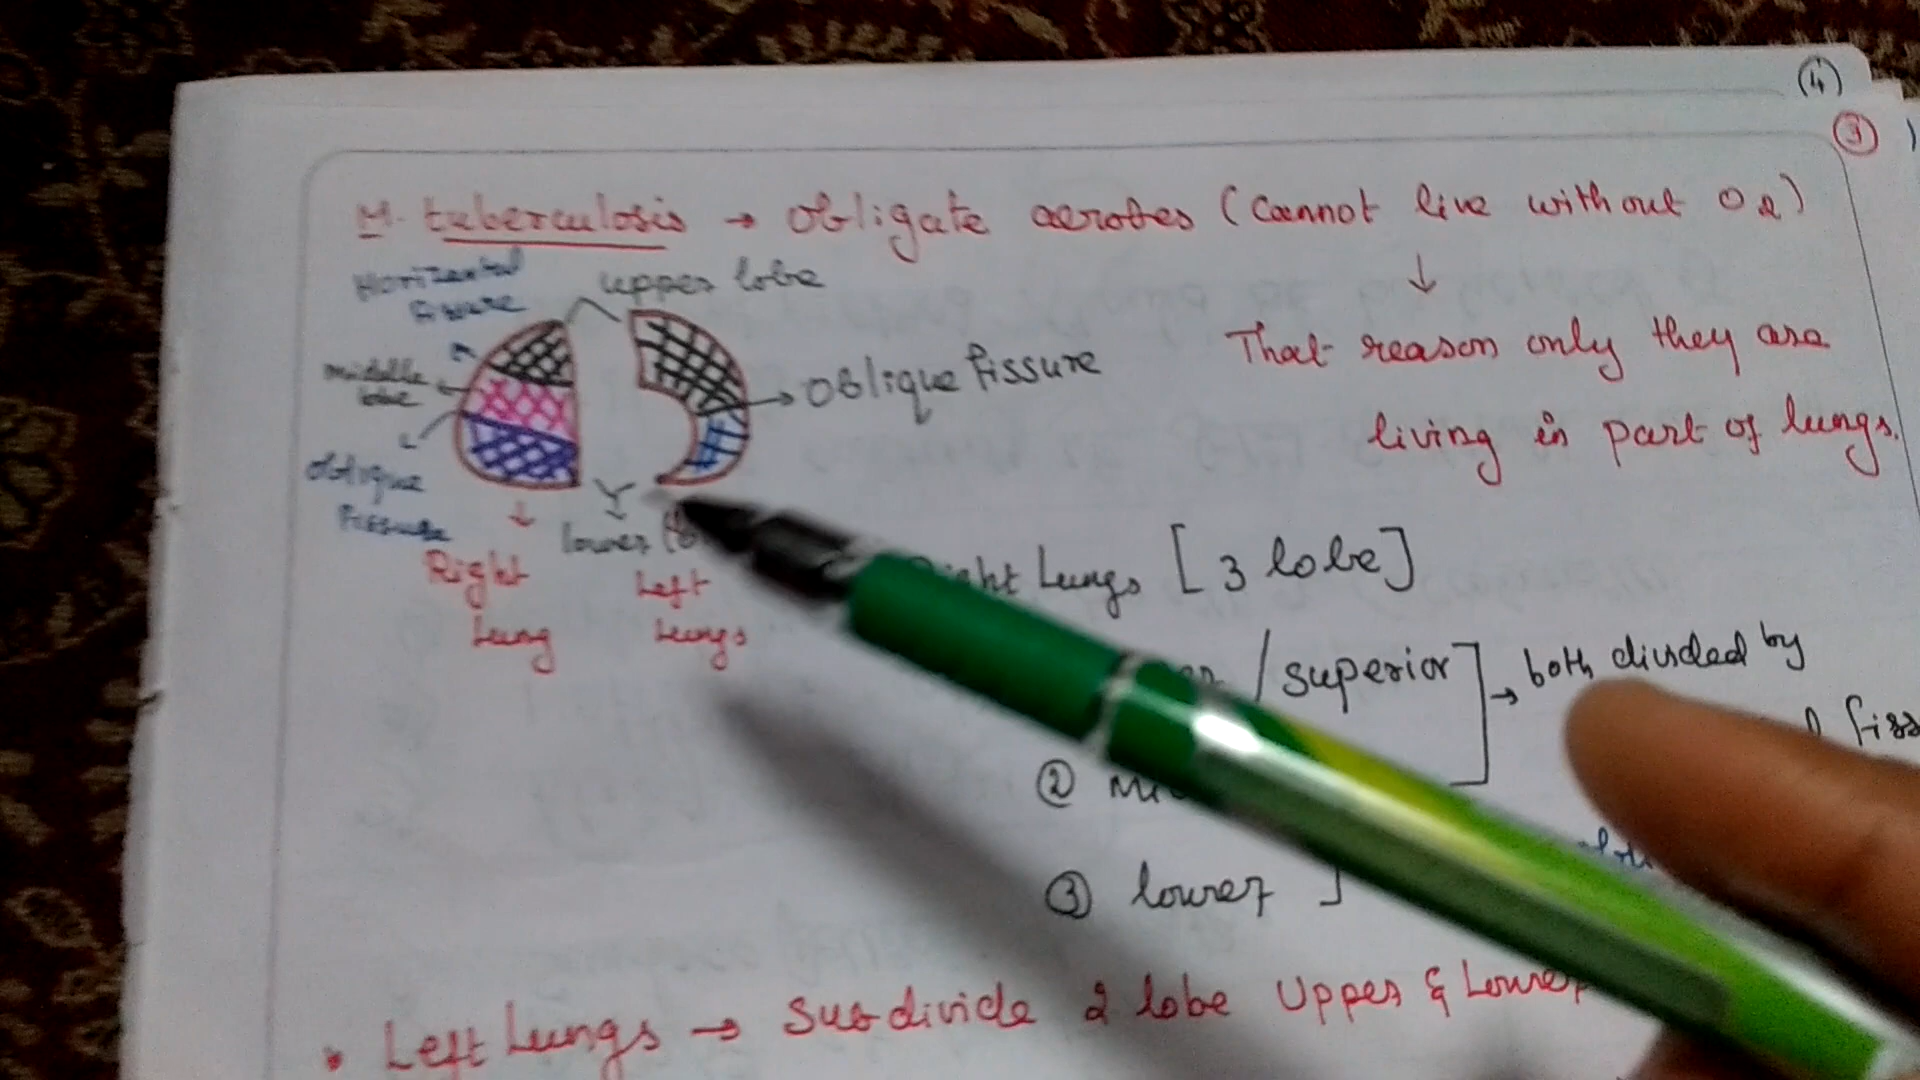 (4)
3
M. tuberculosis → obligate aerobes (cannot live without O2)
↓
That reason only they are
living in part of lungs.
Horizontal
fissure
upper lobe
middle
lobe
→ oblique fissure
oblique
fissure
lower
Right
Lung
Left
Lungs
Right Lungs [3 lobe]
/ superior] → both divided by
②
③ lower ]
• Left Lungs → Subdivide 2 lobe Upper & Lower